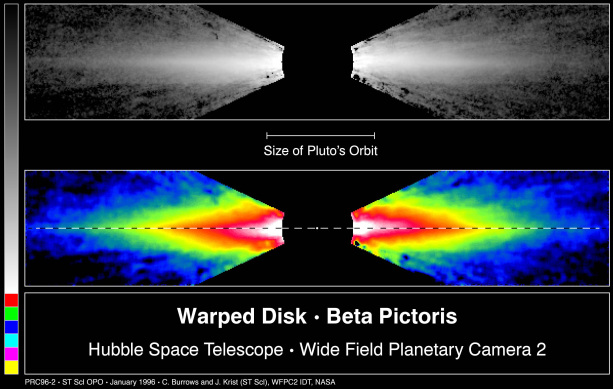 Size of Pluto's Orbit
Warped Disk • Beta Pictoris
Hubble Space Telescope • Wide Field Planetary Camera 2
PRC96-2 • ST ScI OPO • January 1996 • C. Burrows and J. Krist (ST ScI), WFPC2 IDT, NASA